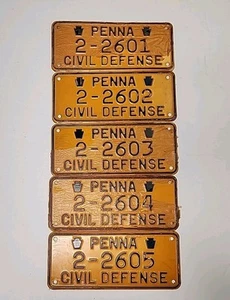 PENNA
2-2601
CIVIL DEFENSE
PENNA
2-2602
CIVIL DEFENSE
PENNA
2-2603
CIVIL DEFENSE
PENNA
2-2604
CIVIL DEFENSE
PENNA
2-2605
CIVIL DEFENSE